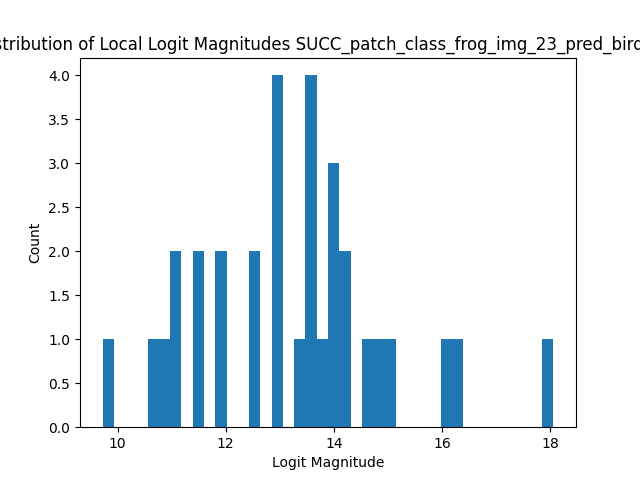 stribution of Local Logit Magnitudes SUCC_patch_class_frog_img_23_pred_bird
4.0
3.5
3.0
2.5
2.0
1.5
1.0
0.5
0.0
Count
10 12 14 16 18
Logit Magnitude